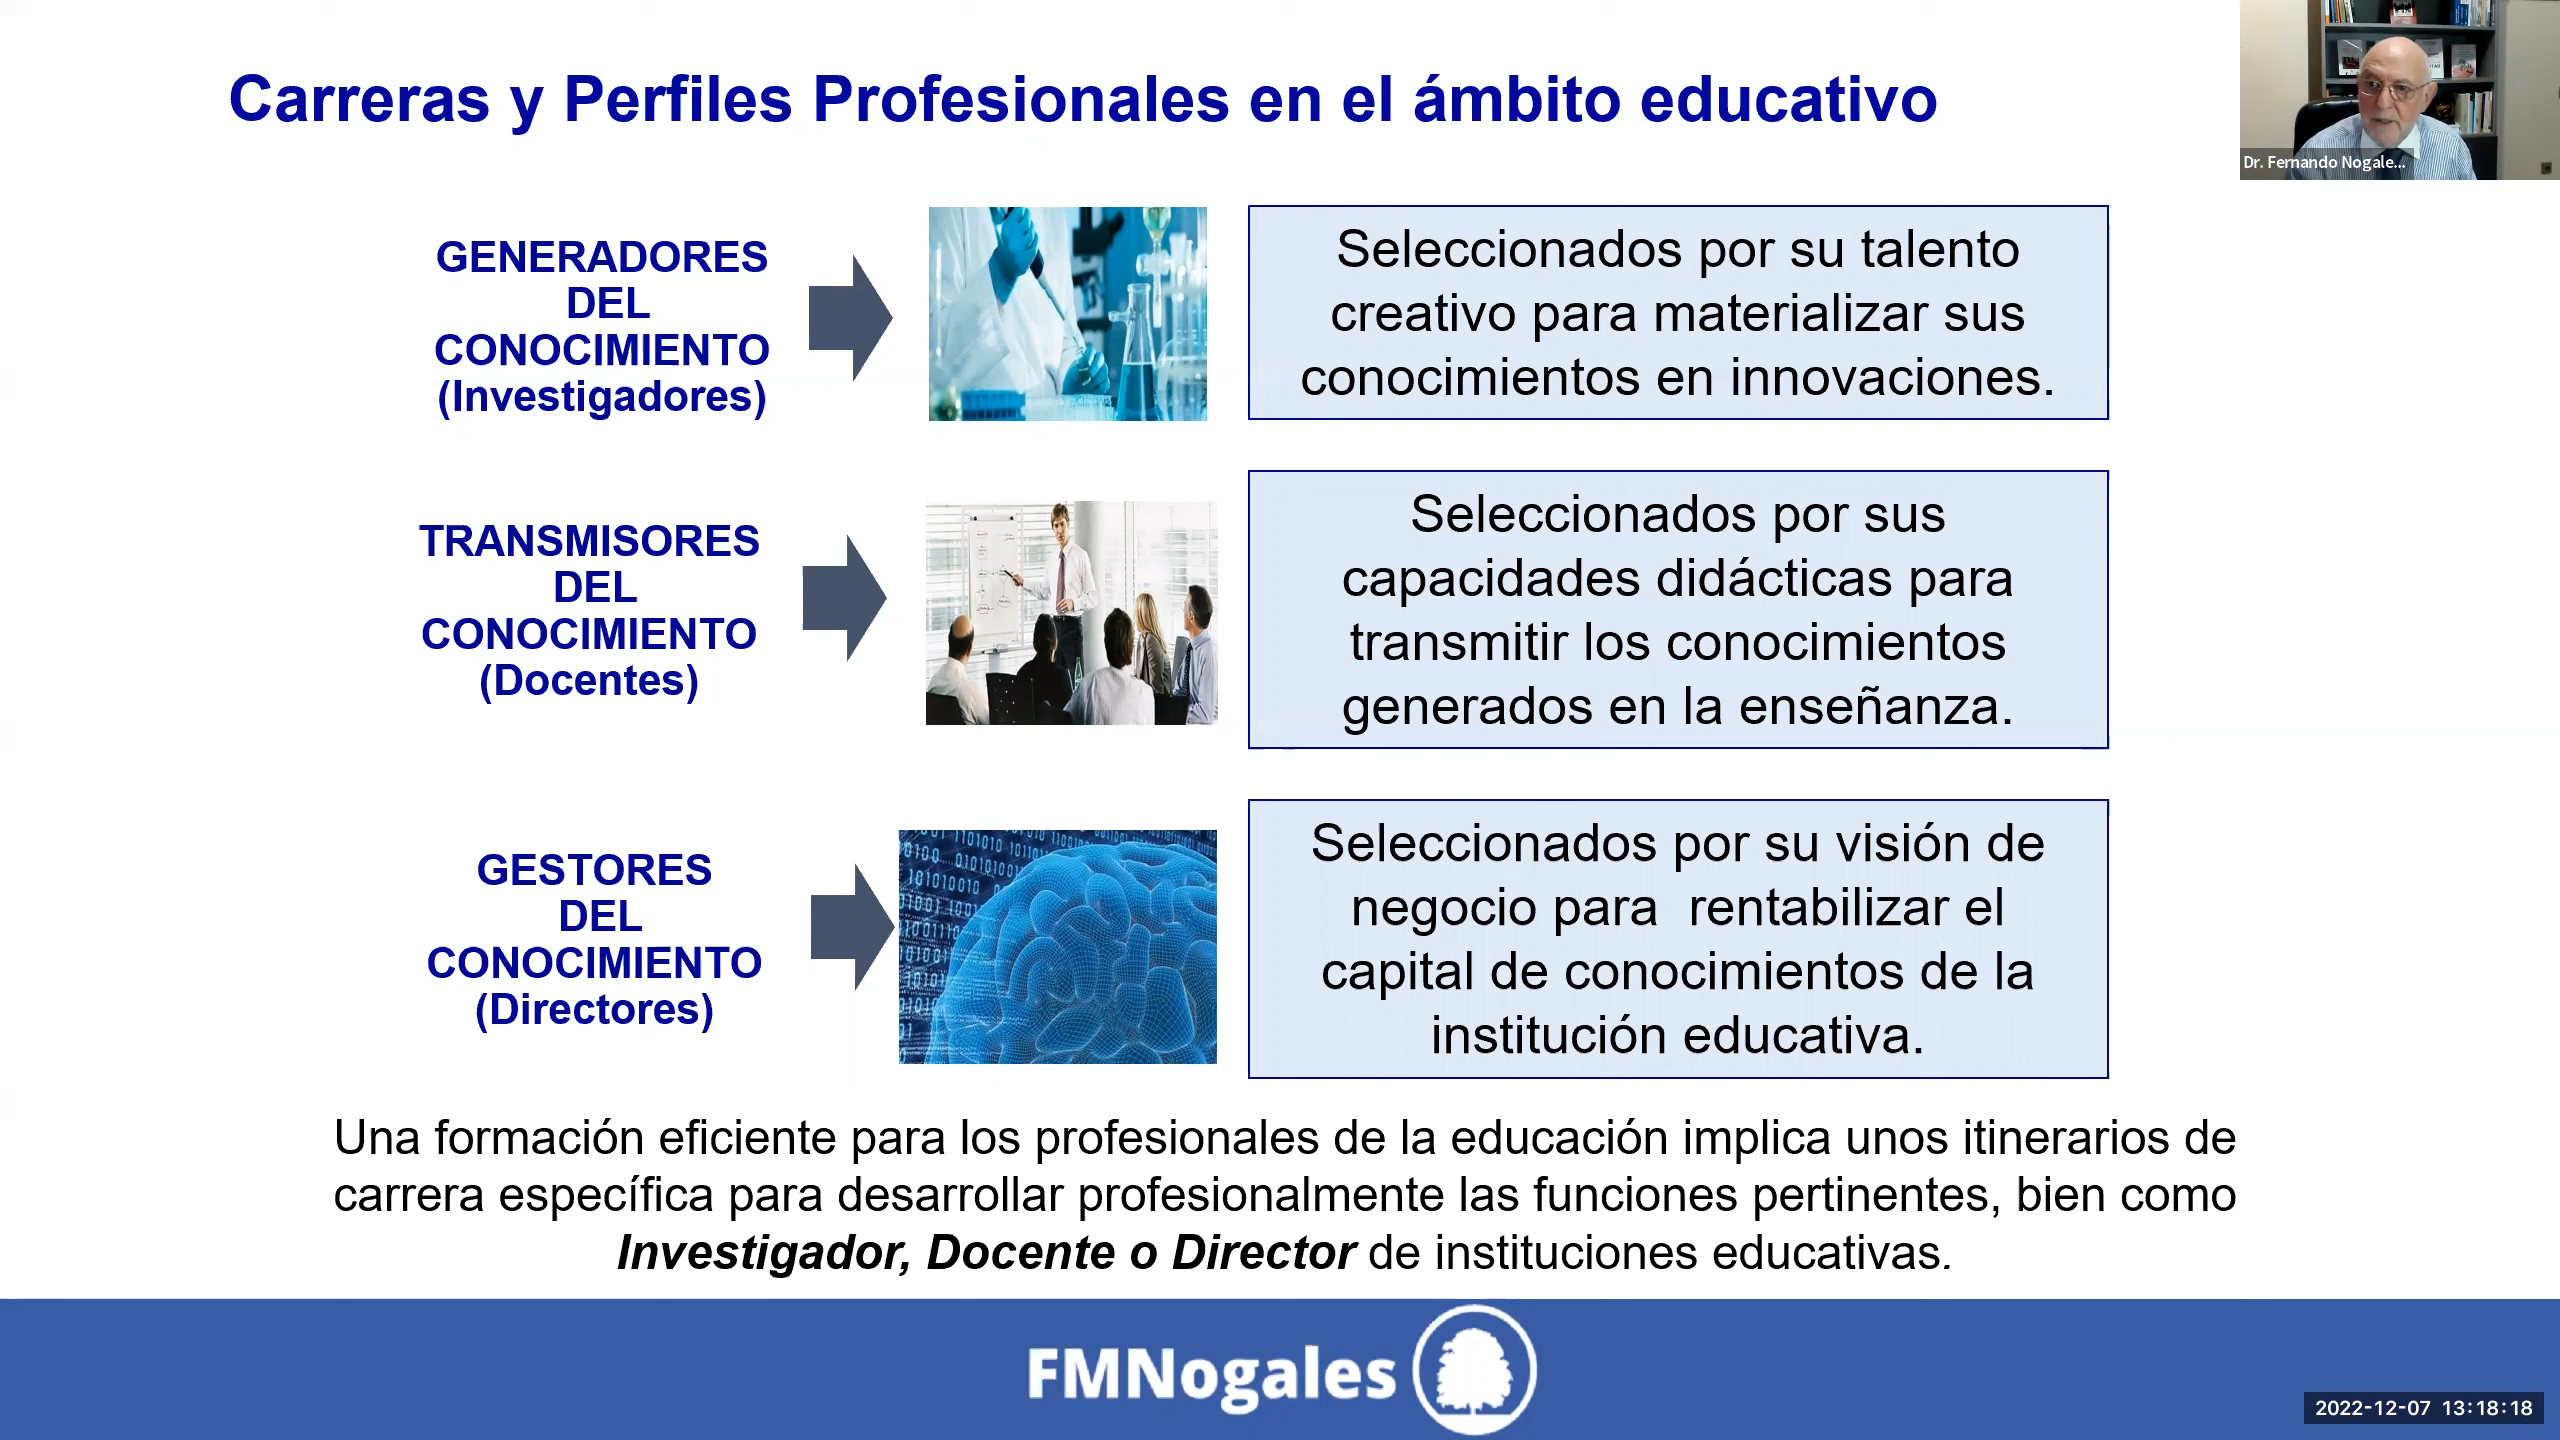 Carreras y Perfiles Profesionales en el ámbito educativo
Dr. Fernando Nogale...
GENERADORES
DEL
CONOCIMIENTO
(Investigadores)
Seleccionados por su talento
creativo para materializar sus
conocimientos en innovaciones.
TRANSMISORES
DEL
CONOCIMIENTO
(Docentes)
Seleccionados por sus
capacidades didácticas para
transmitir los conocimientos
generados en la enseñanza.
GESTORES
DEL
CONOCIMIENTO
(Directores)
Seleccionados por su visión de
negocio para  rentabilizar el
capital de conocimientos de la
institución educativa.
Una formación eficiente para los profesionales de la educación implica unos itinerarios de
carrera específica para desarrollar profesionalmente las funciones pertinentes, bien como
Investigador, Docente o Director de instituciones educativas.
FMNogales
2022-12-07 13:18:18